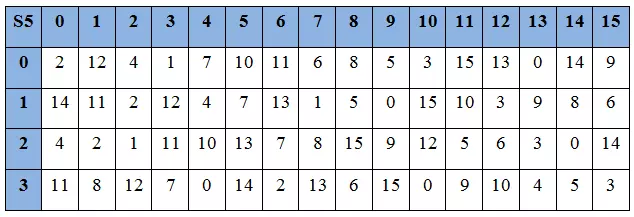 S5 0 1 2 3 4 5 6 7 8 9 10 11 12 13 14 15
0 2 12 4 1 7 10 11 6 8 5 3 15 13 0 14 9
1 14 11 2 12 4 7 13 1 5 0 15 10 3 9 8 6
2 4 2 1 11 10 13 7 8 15 9 12 5 6 3 0 14
3 11 8 12 7 0 14 2 13 6 15 0 9 10 4 5 3